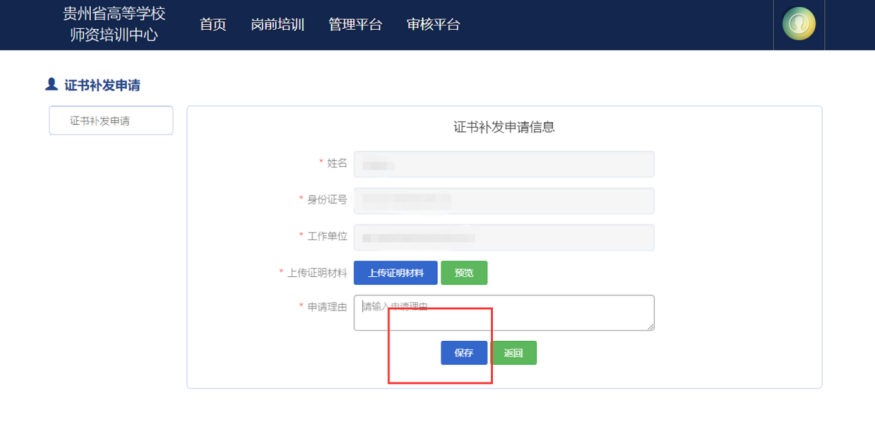 贵州省高等学校
师资培训中心
首页 岗前培训 管理平台 审核平台
证书补发申请
证书补发申请
证书补发申请信息
* 姓名
* 身份证号
* 工作单位
* 上传证明材料 上传证明材料 预览
* 申请理由 请输入申请理由
保存 返回